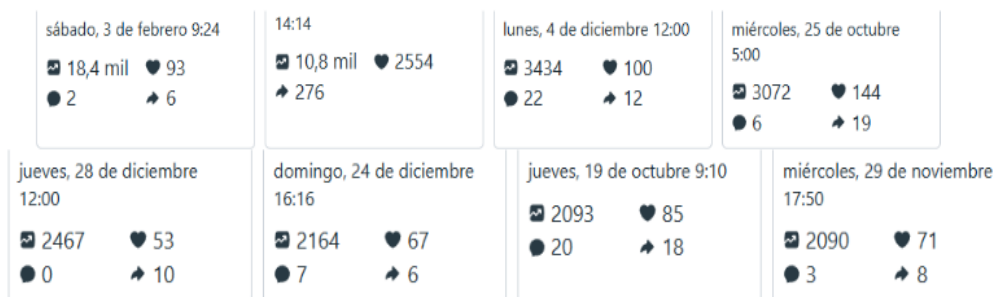 sábado, 3 de febrero 9:24
18,4 mil 93
2 6
14:14
10,8 mil 2554
276
lunes, 4 de diciembre 12:00
3434 100
22 12
miércoles, 25 de octubre
5:00
3072 144
6 19
jueves, 28 de diciembre
12:00
2467 53
0 10
domingo, 24 de diciembre
16:16
2164 67
7 6
jueves, 19 de octubre 9:10
2093 85
20 18
miércoles, 29 de noviembre
17:50
2090 71
3 8